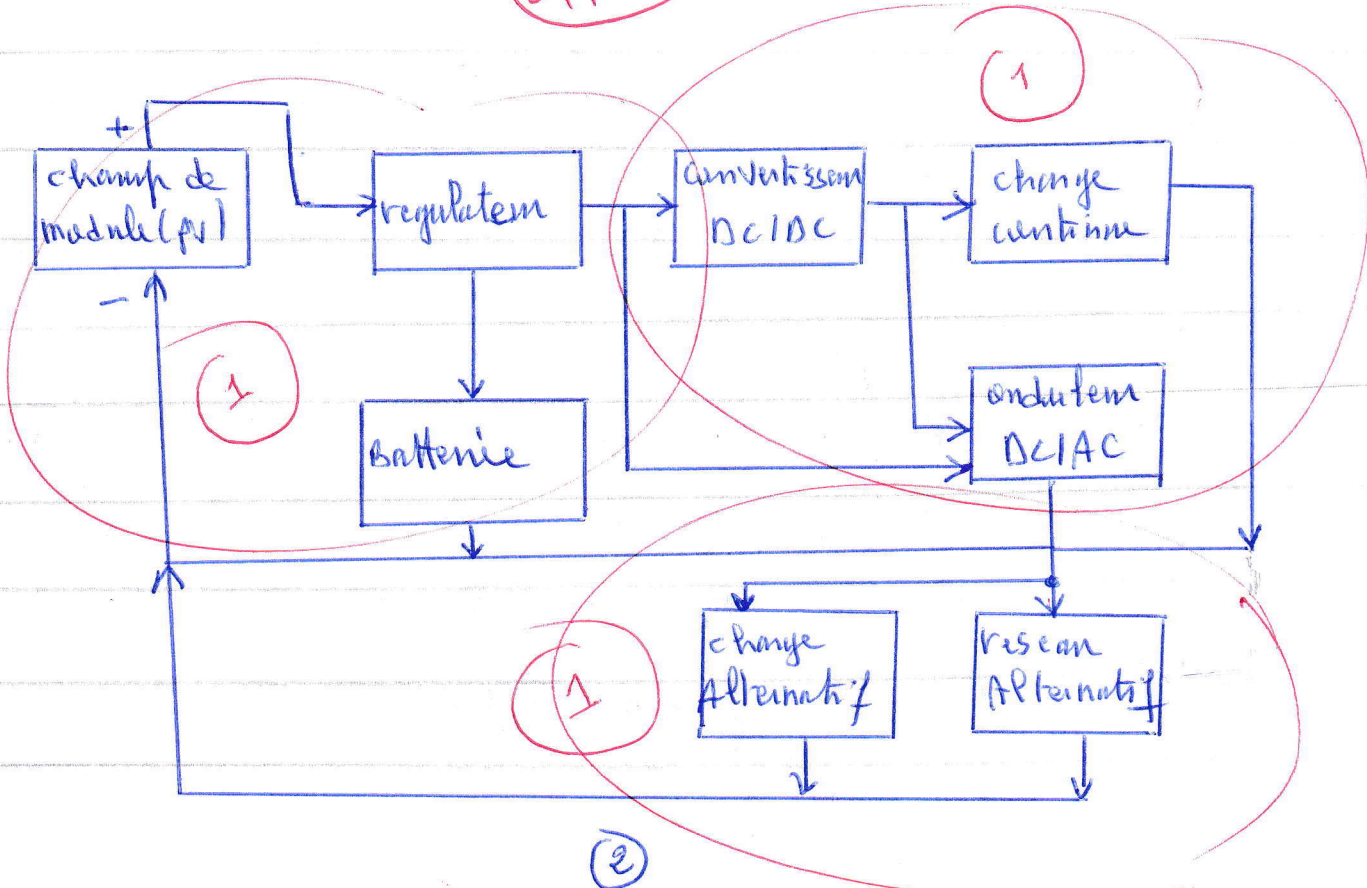 1
+
champ de
module (pv)
-
regulateur
convertisseur
DC/DC
charge
continue
1
Batterie
onduleur
DC/AC
charge
Alternatif
reseau
Alternatif
1
2